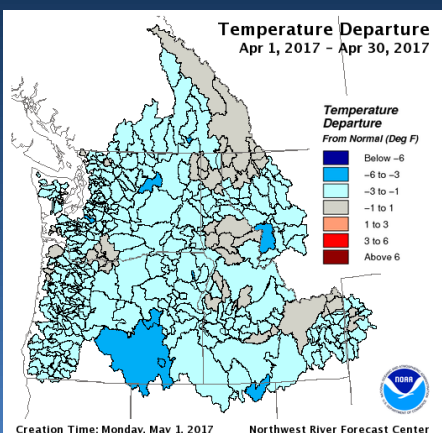 Temperature Departure
Apr 1, 2017 - Apr 30, 2017
Temperature
Departure
From Normal (Deg F)
Below -6
-6 to -3
-3 to -1
-1 to 1
1 to 3
3 to 6
Above 6
NOAA
Creation Time: Monday, May 1, 2017 Northwest River Forecast Center